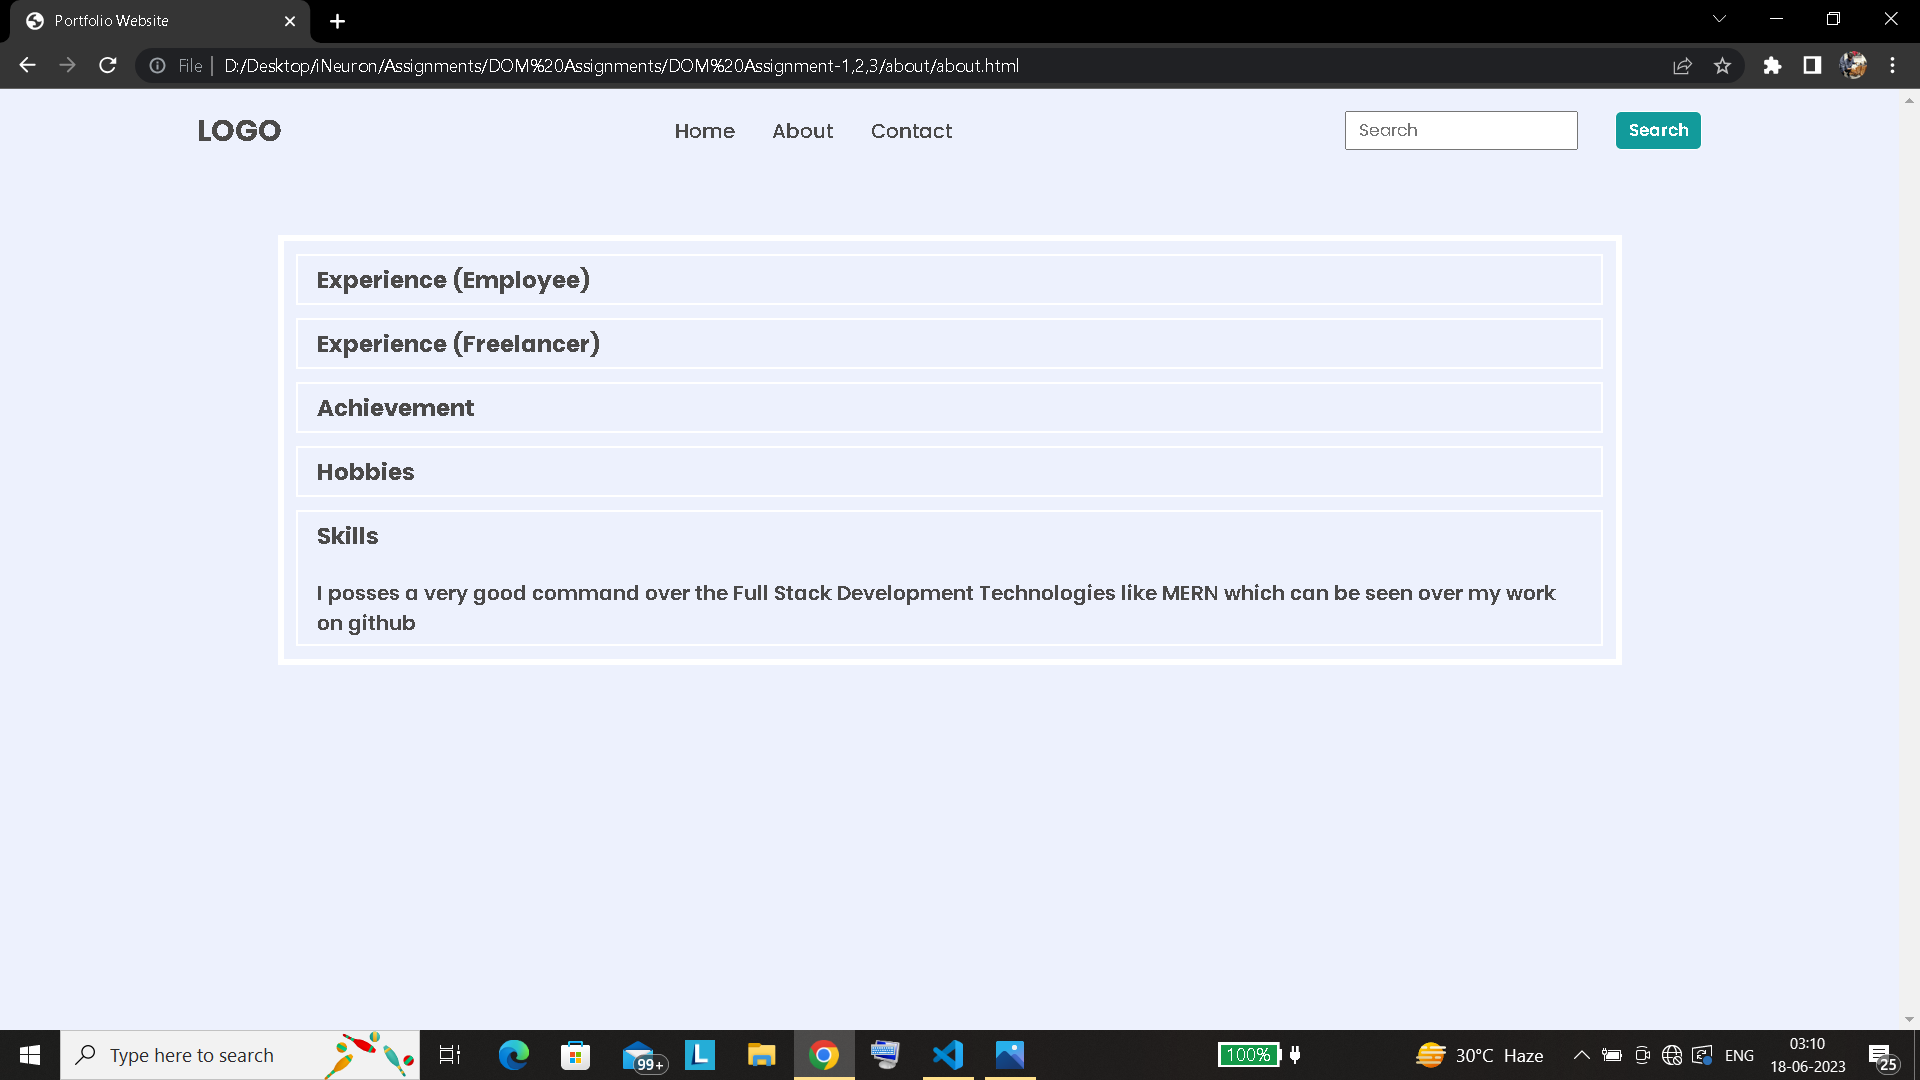 Portfolio Website
File | D:/Desktop/iNeuron/Assignments/DOM%20Assignments/DOM%20Assignment-1,2,3/about/about.html
LOGO Home About Contact Search Search
Experience (Employee)
Experience (Freelancer)
Achievement
Hobbies
Skills
I posses a very good command over the Full Stack Development Technologies like MERN which can be seen over my work
on github
Type here to search 99+ L 100% 30°C Haze ENG 03:10
18-06-2023 25